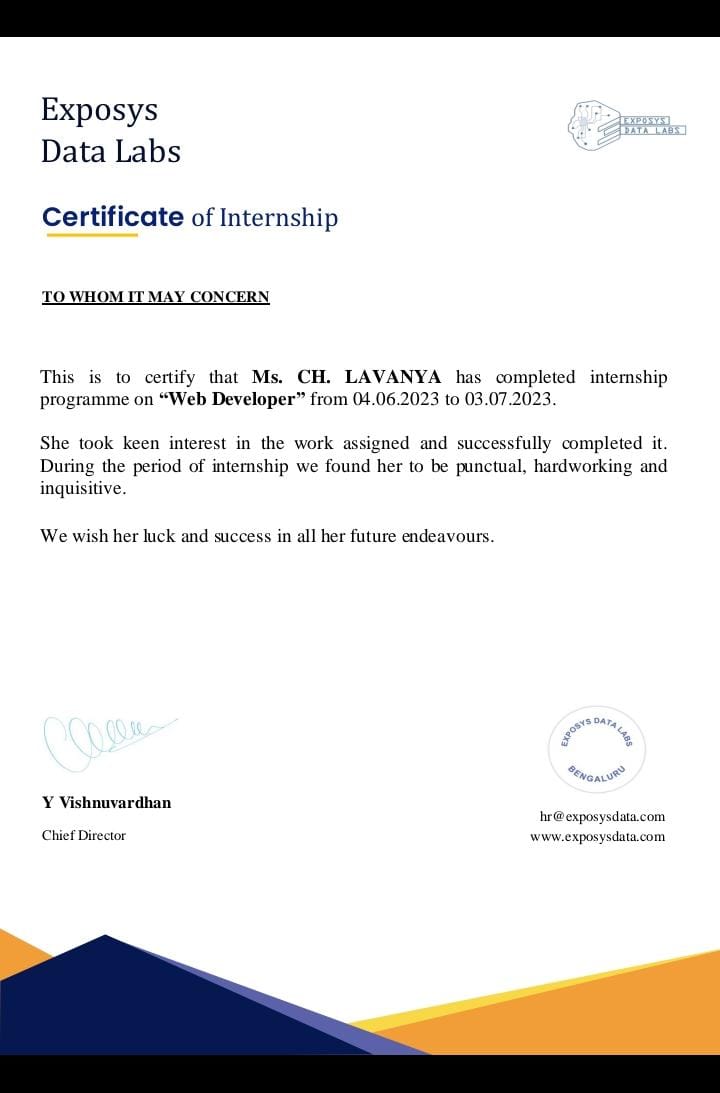 Exposys
Data Labs
EXPOSYS
DATA LABS
Certificate of Internship
TO WHOM IT MAY CONCERN
This is to certify that Ms. CH. LAVANYA has completed internship
programme on “Web Developer” from 04.06.2023 to 03.07.2023.
She took keen interest in the work assigned and successfully completed it.
During the period of internship we found her to be punctual, hardworking and
inquisitive.
We wish her luck and success in all her future endeavours.
EXPOSYS DATA LABS
BENGALURU
Y Vishnuvardhan
Chief Director
hr@exposysdata.com
www.exposysdata.com